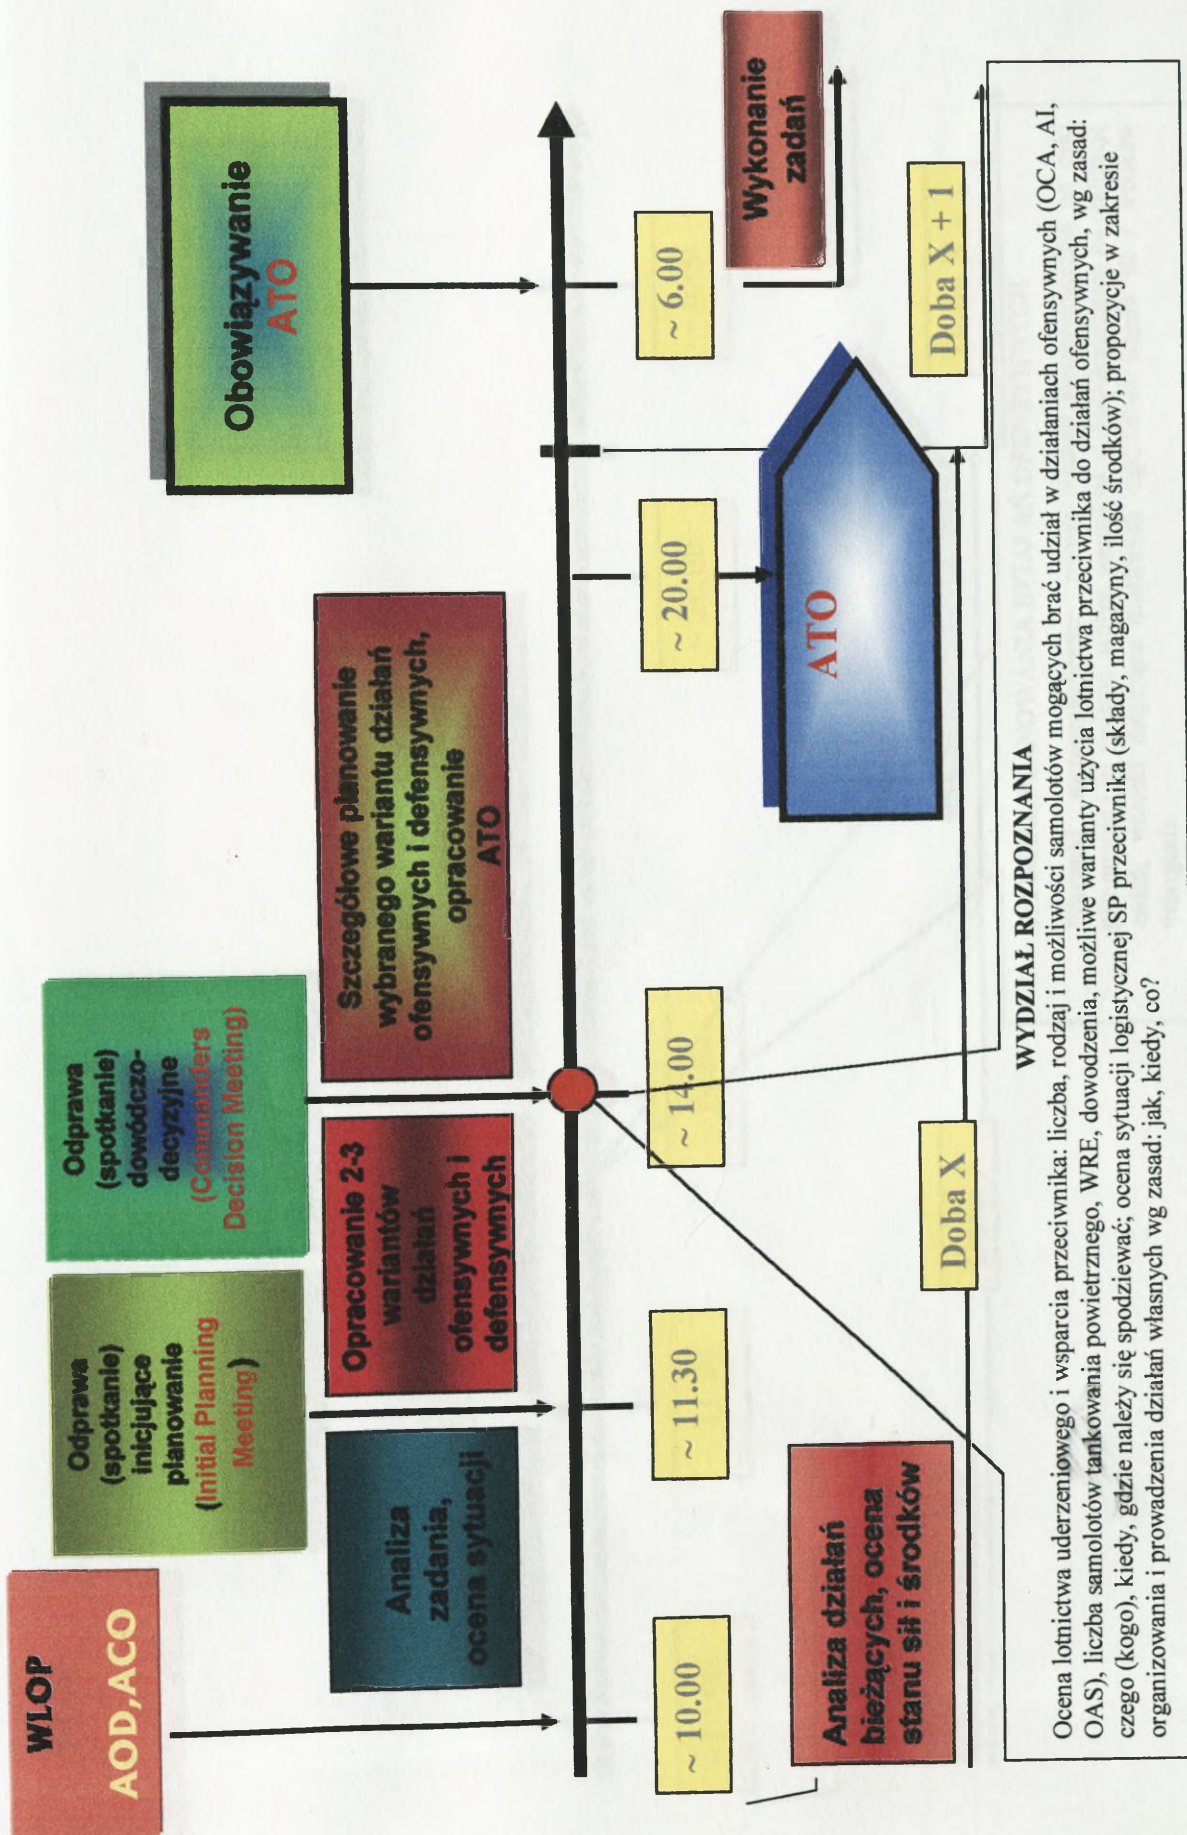 WLOP
AOD,ACO
Odprawa
(spotkanie)
inicjujące
planowanie
(Initial Planning
Meeting)
Odprawa
(spotkanie)
dowódczo-
decyzyjne
(Commanders
Decision Meeting)
Obowiązywanie
ATO
Analiza
zadania,
ocena sytuacji
Opracowanie 2-3
wariantów
działań
ofensywnych i
defensywnych
Szczegółowe planowanie
wybranego wariantu działań
ofensywnych i defensywnych,
opracowanie
ATO
~ 10.00
~ 11.30
~ 14.00
~ 20.00
~ 6.00
Analiza działań
bieżących, ocena
stanu sił i środków
ATO
Wykonanie
zadań
Doba X
Doba X + 1
WYDZIAŁ ROZPOZNANIA
Ocena lotnictwa uderzeniowego i wsparcia przeciwnika: liczba, rodzaj i możliwości samolotów mogących brać udział w działaniach ofensywnych (OCA, AI,
OAS), liczba samolotów tankowania powietrznego, WRE, dowodzenia, możliwe warianty użycia lotnictwa przeciwnika do działań ofensywnych, wg zasad:
czego (kogo), kiedy, gdzie należy się spodziewać; ocena sytuacji logistycznej SP przeciwnika (składy, magazyny, ilość środków); propozycje w zakresie
organizowania i prowadzenia działań własnych wg zasad: jak, kiedy, co?